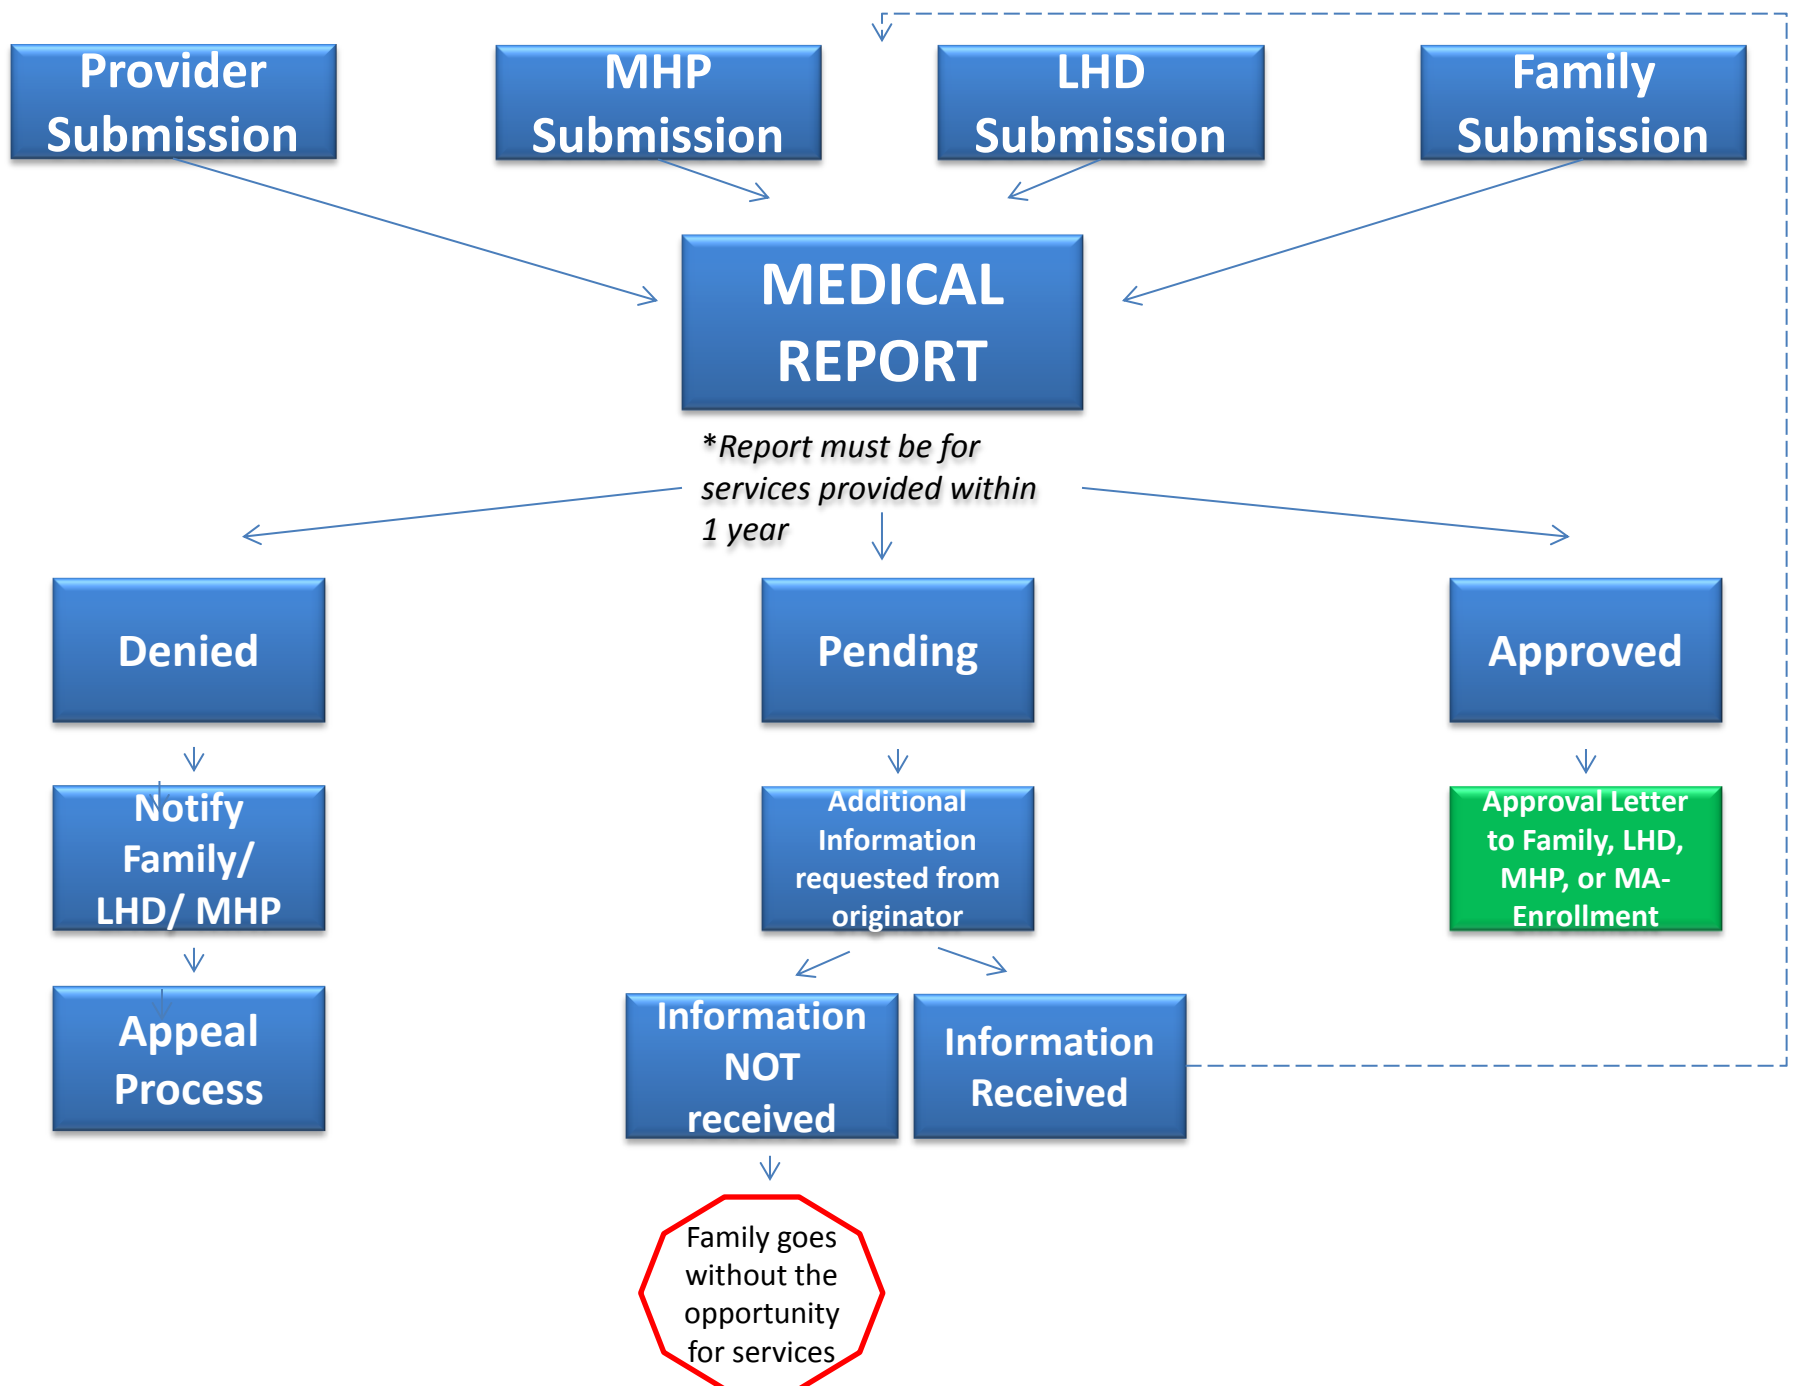 Provider
Submission
MHP
Submission
LHD
Submission
Family
Submission
MEDICAL
REPORT
*Report must be for
services provided within
1 year
Denied
Pending
Approved
Notify
Family/
LHD/ MHP
Additional
Information
requested from
originator
Approval Letter
to Family, LHD,
MHP, or MA-
Enrollment
Appeal
Process
Information
NOT
received
Information
Received
Family goes
without the
opportunity
for services